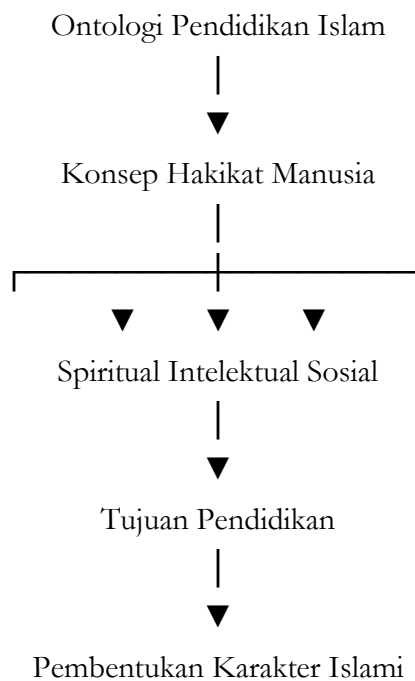 Ontologi Pendidikan Islam
Konsep Hakikat Manusia
Spiritual Intelektual Sosial
Tujuan Pendidikan
Pembentukan Karakter Islami